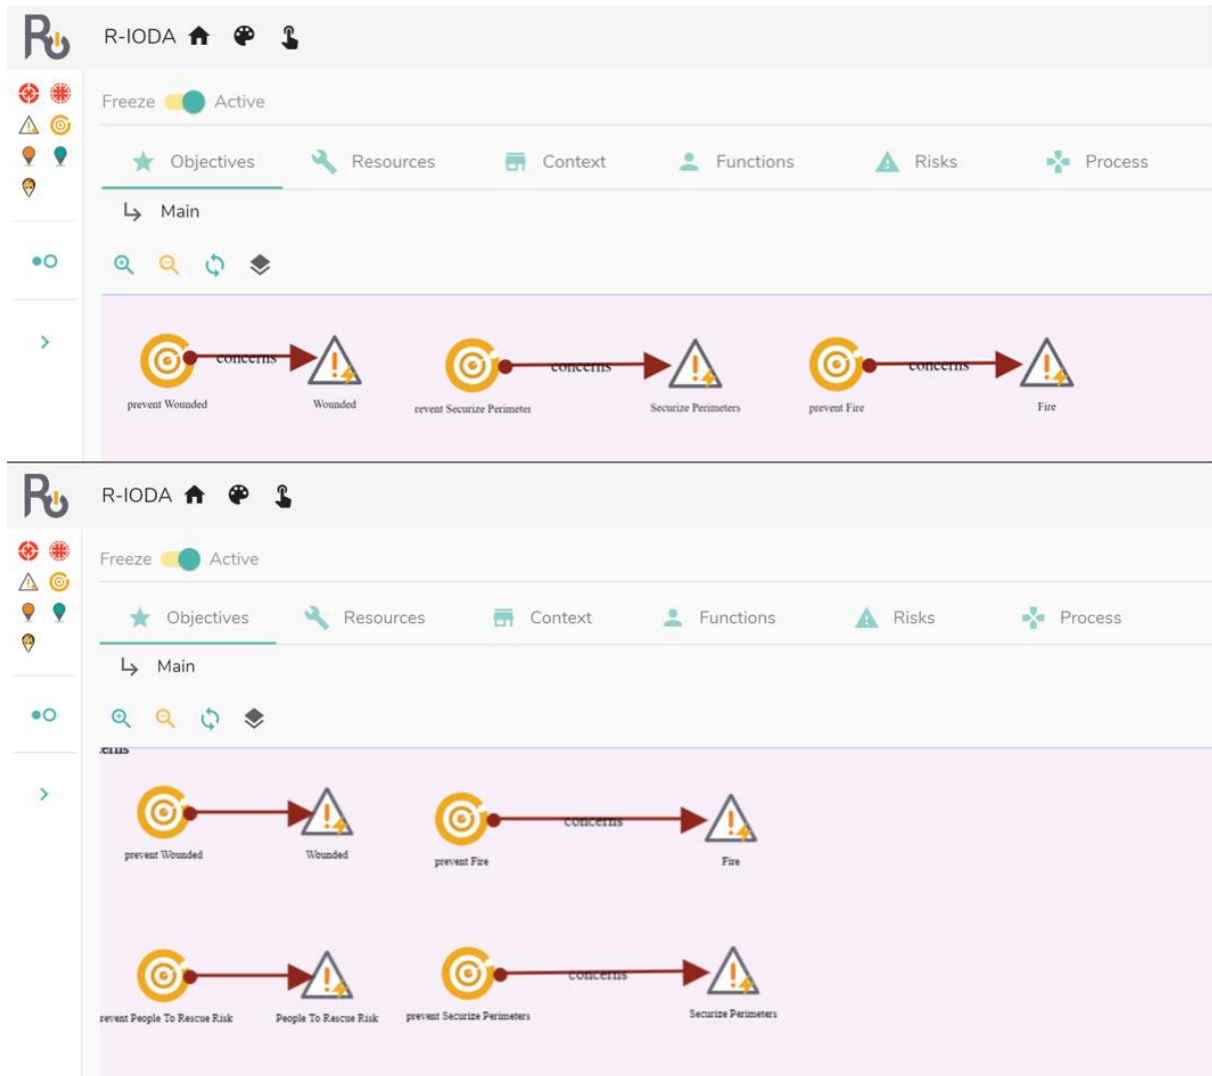 R-IODA
Freeze Active
Objectives Resources Context Functions Risks Process
Main
concerns concerns concerns
prevent Wounded Wounded revent Securize Perimeter Securize Perimeters prevent Fire Fire
R-IODA
Freeze Active
Objectives Resources Context Functions Risks Process
Main
erns
concerns
prevent Wounded Wounded prevent Fire Fire
concerns
revent People To Rescue Risk People To Rescue Risk prevent Securize Perimeters Securize Perimeters